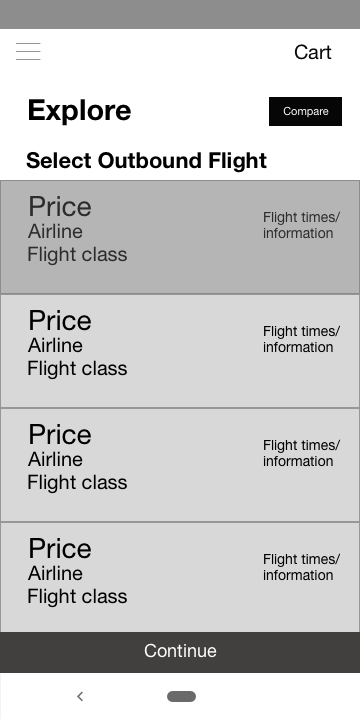 Cart
Explore
Compare
Select Outbound Flight
Price
Airline
Flight class
Flight times/
information
Price
Airline
Flight class
Flight times/
information
Price
Airline
Flight class
Flight times/
information
Price
Airline
Flight class
Flight times/
information
Continue